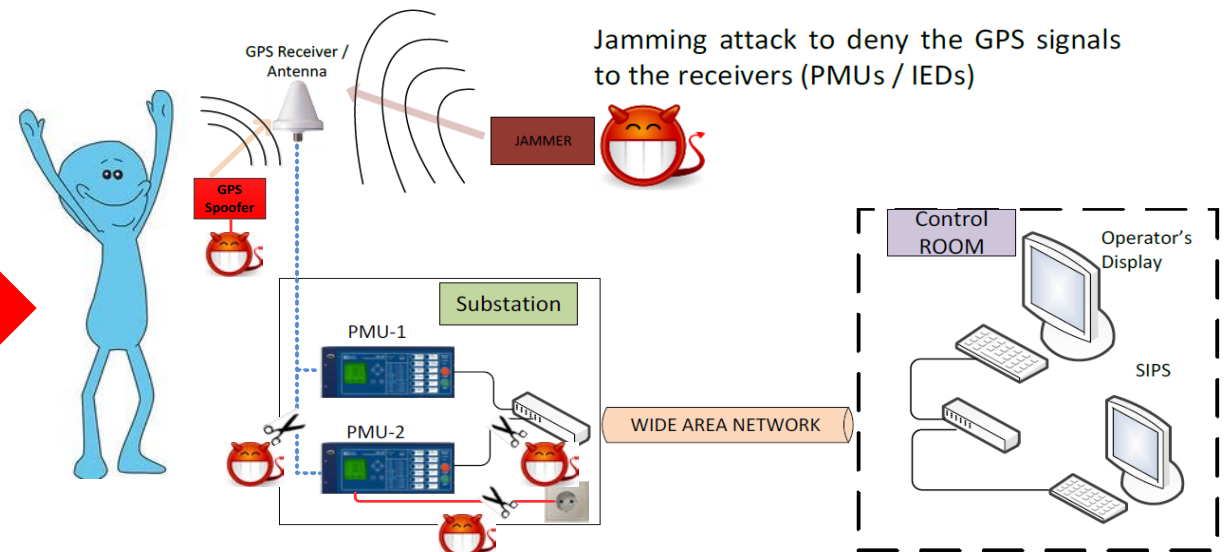 Jamming attack to deny the GPS signals
to the receivers (PMUs / IEDs)
GPS Receiver /
Antenna
JAMMER
GPS
Spoofer
Control
ROOM
Operator's
Display
Substation
PMU-1
SIPS
WIDE AREA NETWORK
PMU-2